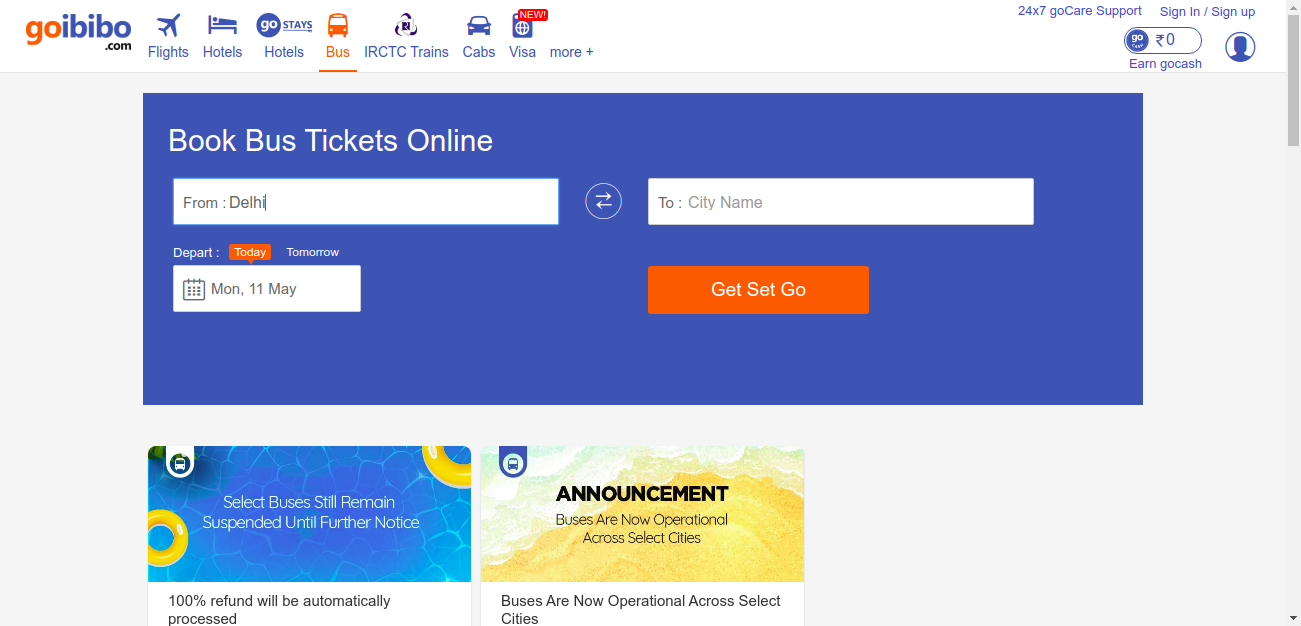 goibibo
.com
Flights
Hotels
go STAYS
Hotels
Bus
IRCTC Trains
Cabs
NEW!
Visa
more +
24x7 goCare Support
Sign In / Sign up
go
₹0
Earn gocash
Book Bus Tickets Online
From : Delhi
To : City Name
Depart : Today Tomorrow
Mon, 11 May
Get Set Go
Select Buses Still Remain
Suspended Until Further Notice
100% refund will be automatically
processed
ANNOUNCEMENT
Buses Are Now Operational
Across Select Cities
Buses Are Now Operational Across Select
Cities